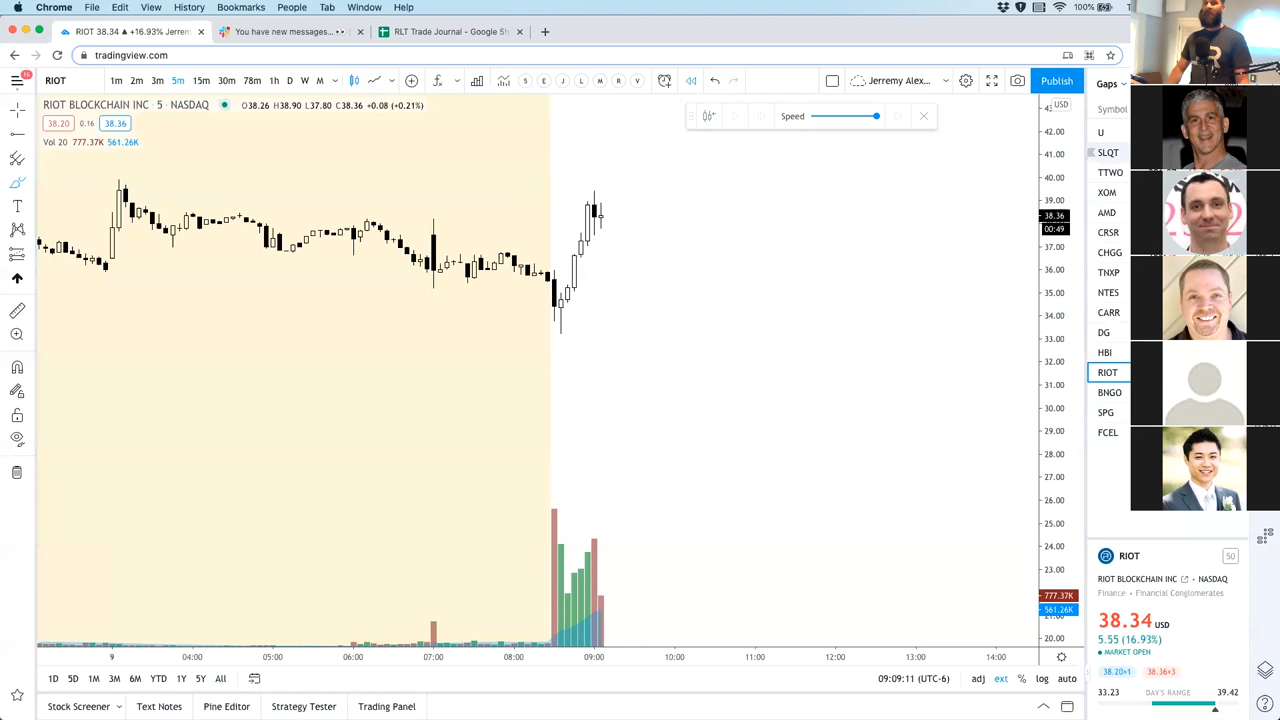 Chrome File Edit View History Bookmarks People Tab Window Help 100%
RIOT 38.34 ▲ +16.93% Jerrem
You have new messages...
RLT Trade Journal - Google Sh
tradingview.com
RIOT 1m 2m 3m 5m 15m 30m 78m 1h D W M Jerremy Alex... Publish
5 E J L M R V
RIOT BLOCKCHAIN INC · 5 · NASDAQ O38.26 H38.90 L37.80 C38.36 +0.08 (+0.21%)
38.20 0.16 38.36
Vol 20 777.37K 561.26K
Speed
USD
42.00
41.00
40.00
39.00
38.36
00:49
37.00
36.00
35.00
34.00
33.00
32.00
31.00
30.00
29.00
28.00
27.00
26.00
25.00
24.00
23.00
777.37K
561.26K
20.00
9 04:00 05:00 06:00 07:00 08:00 09:00 10:00 11:00 12:00 13:00 14:00
1D 5D 1M 3M 6M YTD 1Y 5Y All 09:09:11 (UTC-6) adj ext % log auto
Stock Screener Text Notes Pine Editor Strategy Tester Trading Panel
Gaps
Symbol
U
SLQT
TTWO
XOM
AMD
CRSR
CHGG
TNXP
NTES
CARR
DG
HBI
RIOT
BNGO
SPG
FCEL
RIOT 50
RIOT BLOCKCHAIN INC · NASDAQ
Finance · Financial Conglomerates
38.34 USD
5.55 (16.93%)
MARKET OPEN
38.20×1 38.36×3
33.23 DAY'S RANGE 39.42